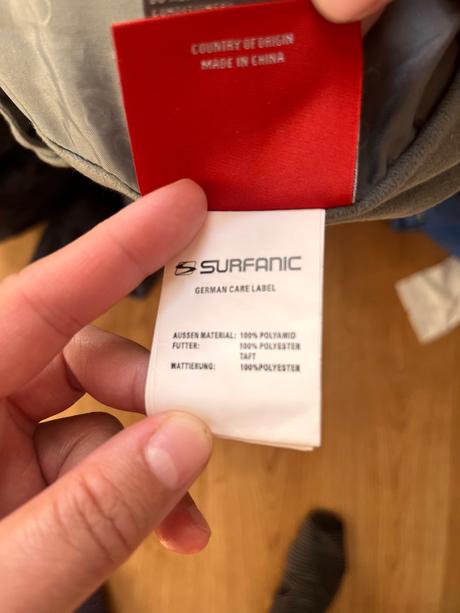 COUNTRY OF ORIGIN
MADE IN CHINA
SURFANIC
GERMAN CARE LABEL
AUSSEN MATERIAL: 100% POLYAMID
FUTTER: 100% POLYESTER
TAFT
WATTIERUNG: 100%POLYESTER